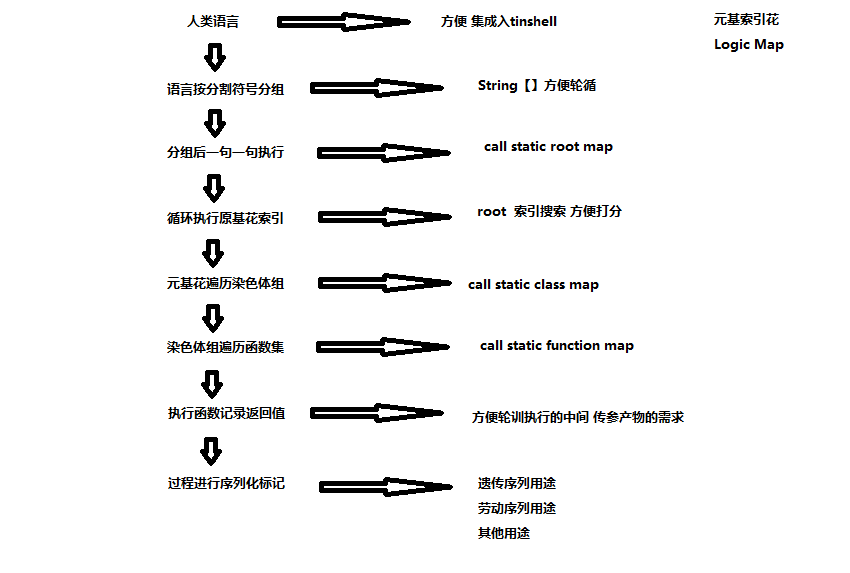 人类语言
方便 集成入tinshell
元基索引花
Logic Map
语言按分割符号分组
String【】方便轮循
分组后一句一句执行
call static root map
循环执行原基花索引
root 索引搜索 方便打分
元基花遍历染色体组
call static class map
染色体组遍历函数集
call static function map
执行函数记录返回值
方便轮训执行的中间 传参产物的需求
过程进行序列化标记
遗传序列用途
劳动序列用途
其他用途